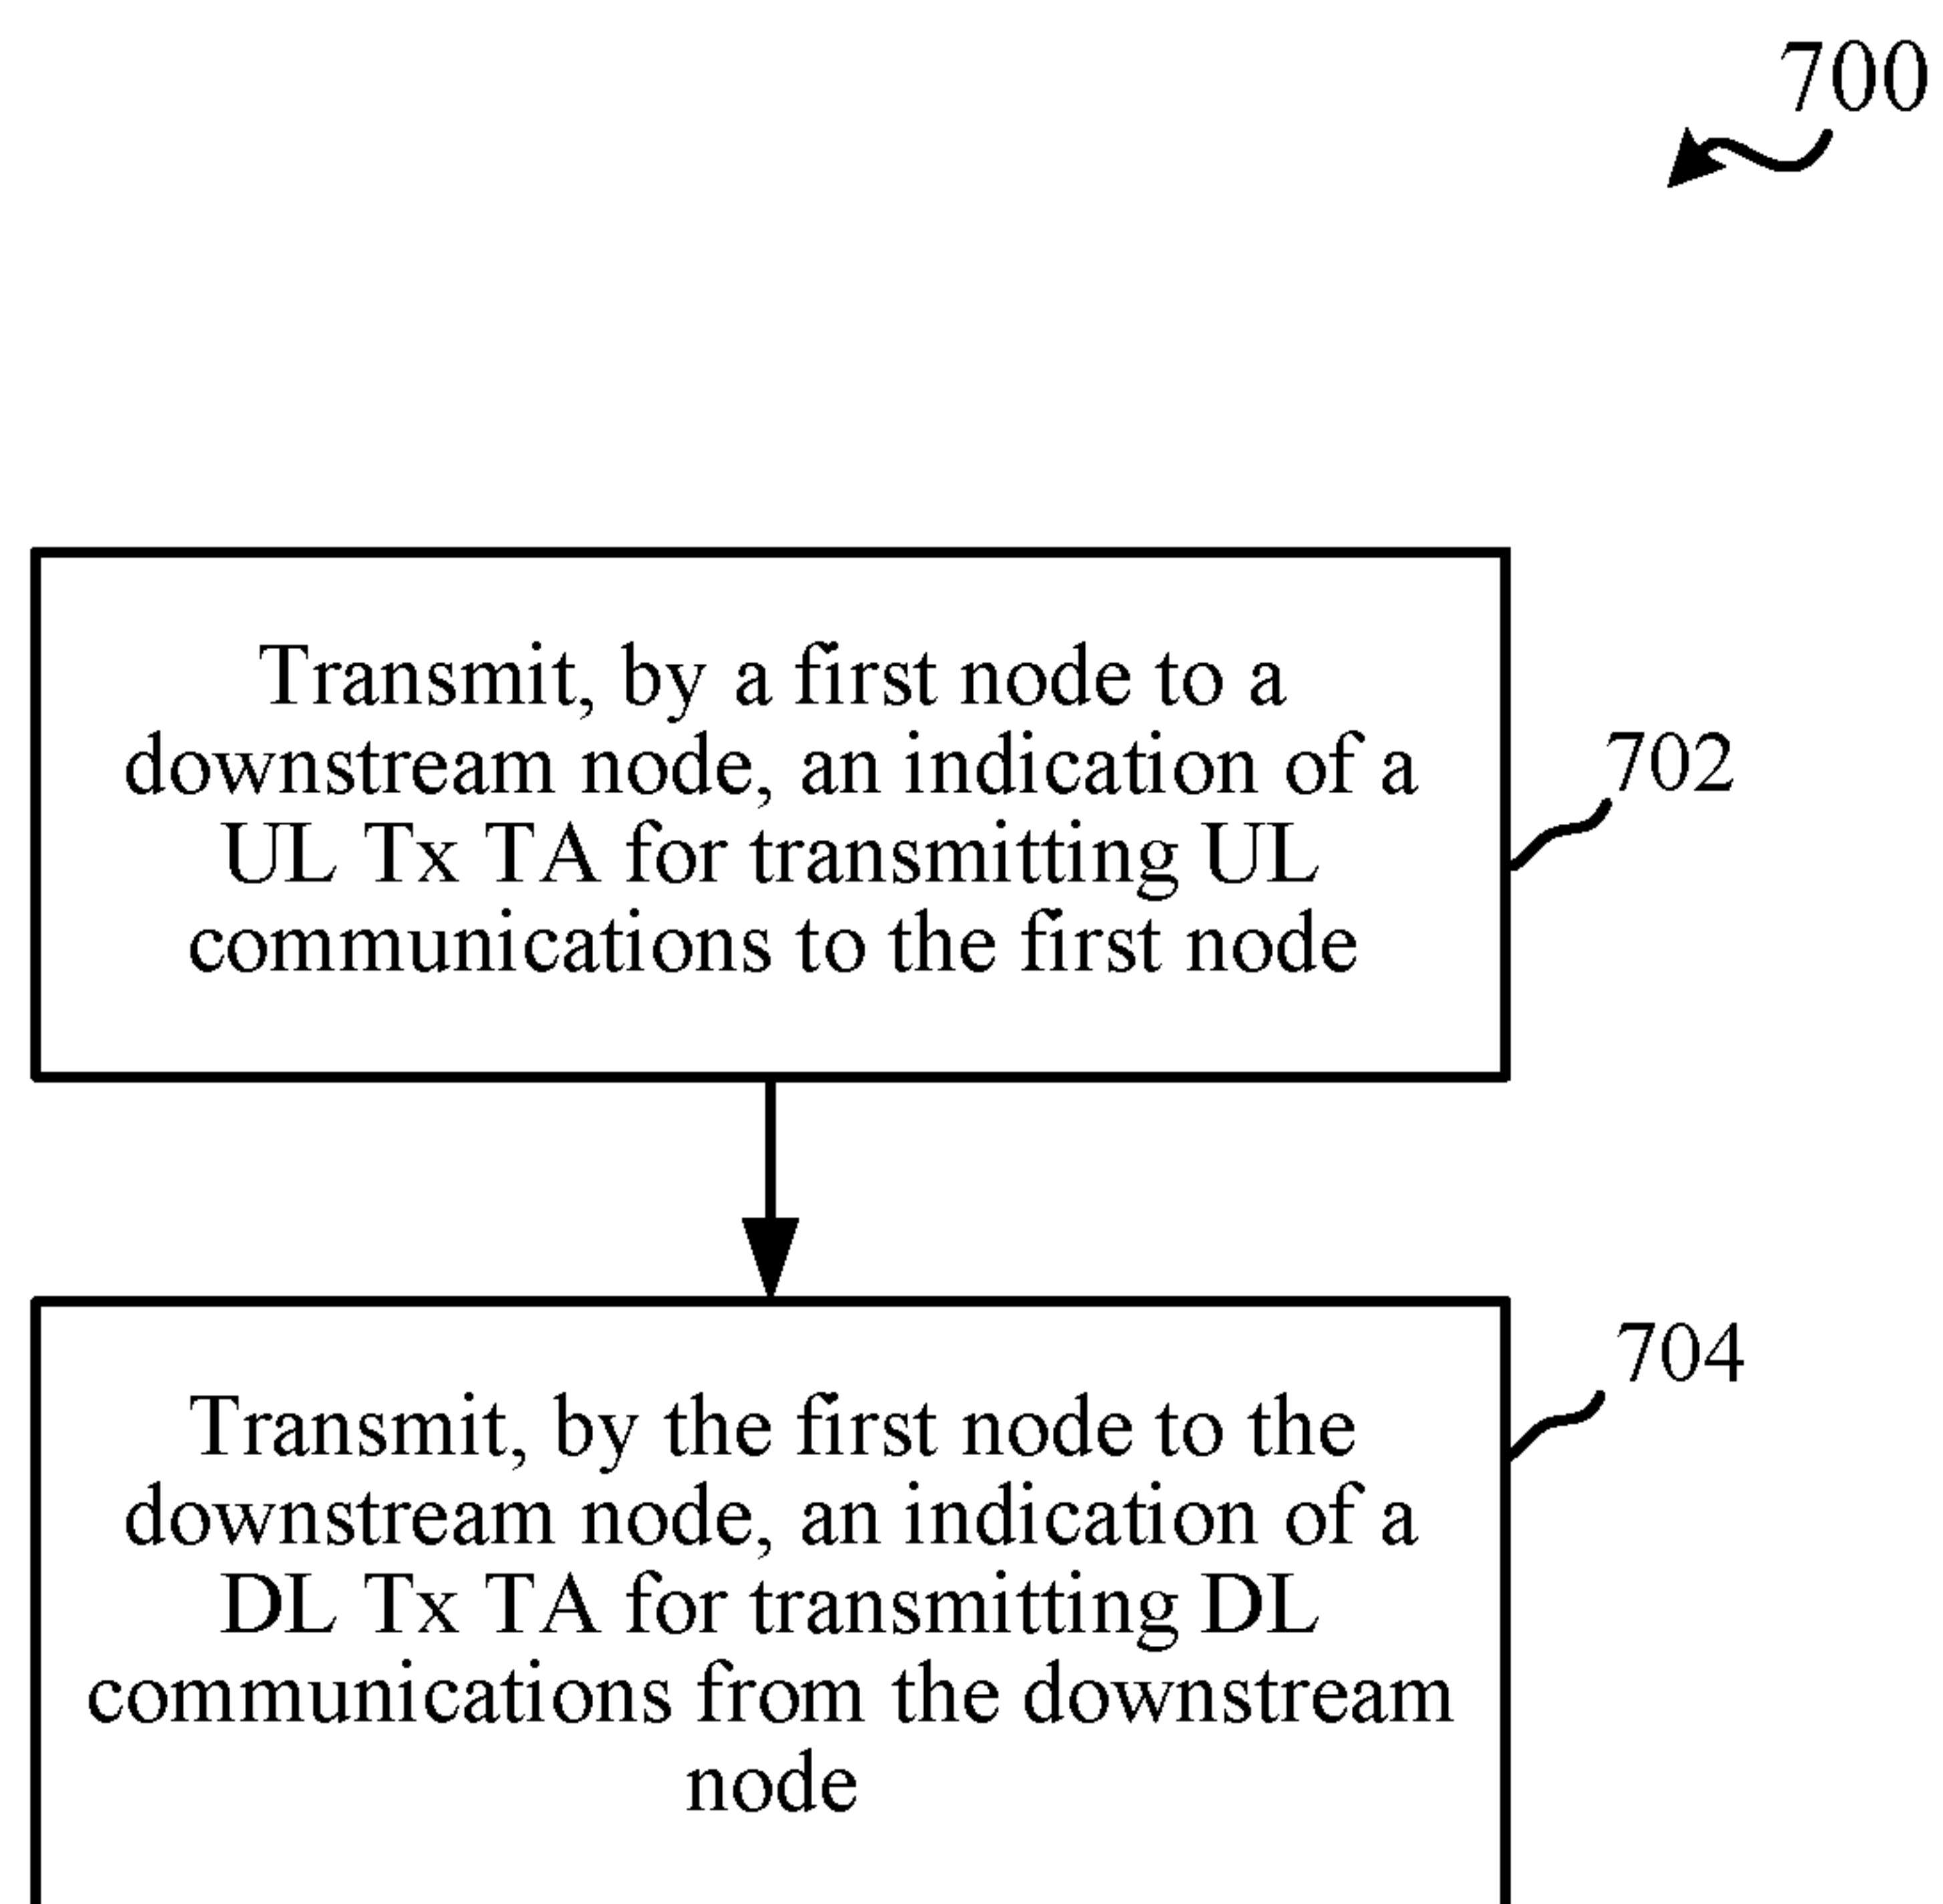 700
Transmit, by a first node to a
downstream node, an indication of a
UL Tx TA for transmitting UL
communications to the first node
702
Transmit, by the first node to the
downstream node, an indication of a
DL Tx TA for transmitting DL
communications from the downstream
node
704